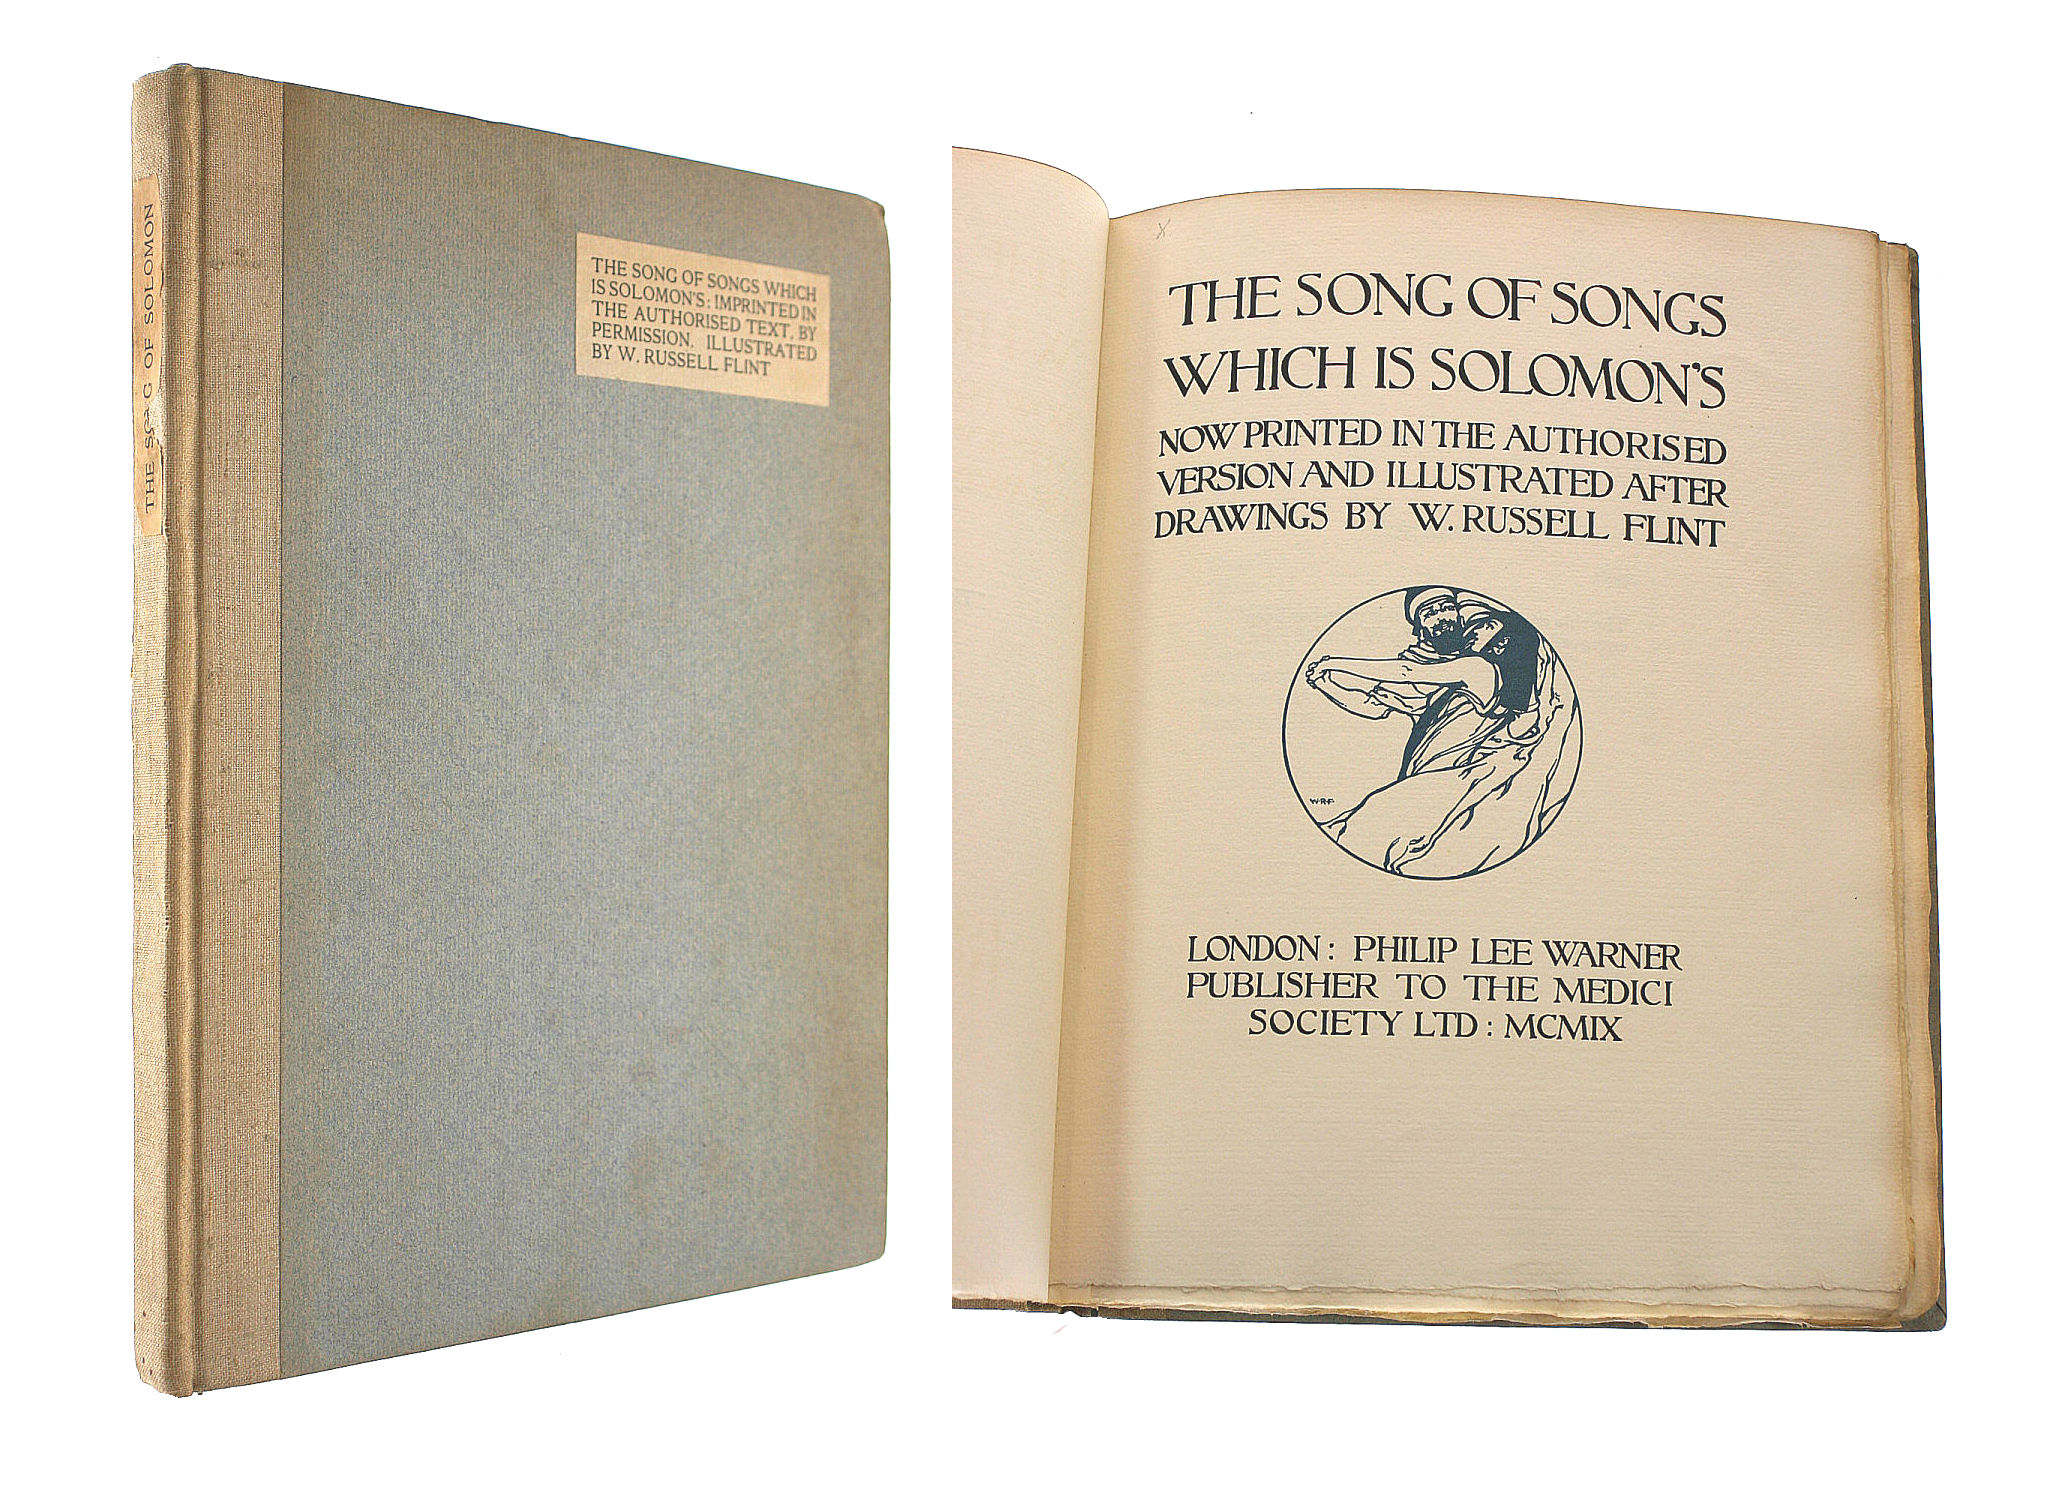 THE SONG OF SOLOMON
THE SONG OF SONGS WHICH
IS SOLOMON'S: IMPRINTED IN
THE AUTHORISED TEXT, BY
PERMISSION. ILLUSTRATED
BY W. RUSSELL FLINT
THE SONG OF SONGS
WHICH IS SOLOMON'S
NOW PRINTED IN THE AUTHORISED
VERSION AND ILLUSTRATED AFTER
DRAWINGS BY W. RUSSELL FLINT
W.R.F.
LONDON: PHILIP LEE WARNER
PUBLISHER TO THE MEDICI
SOCIETY LTD: MCMIX